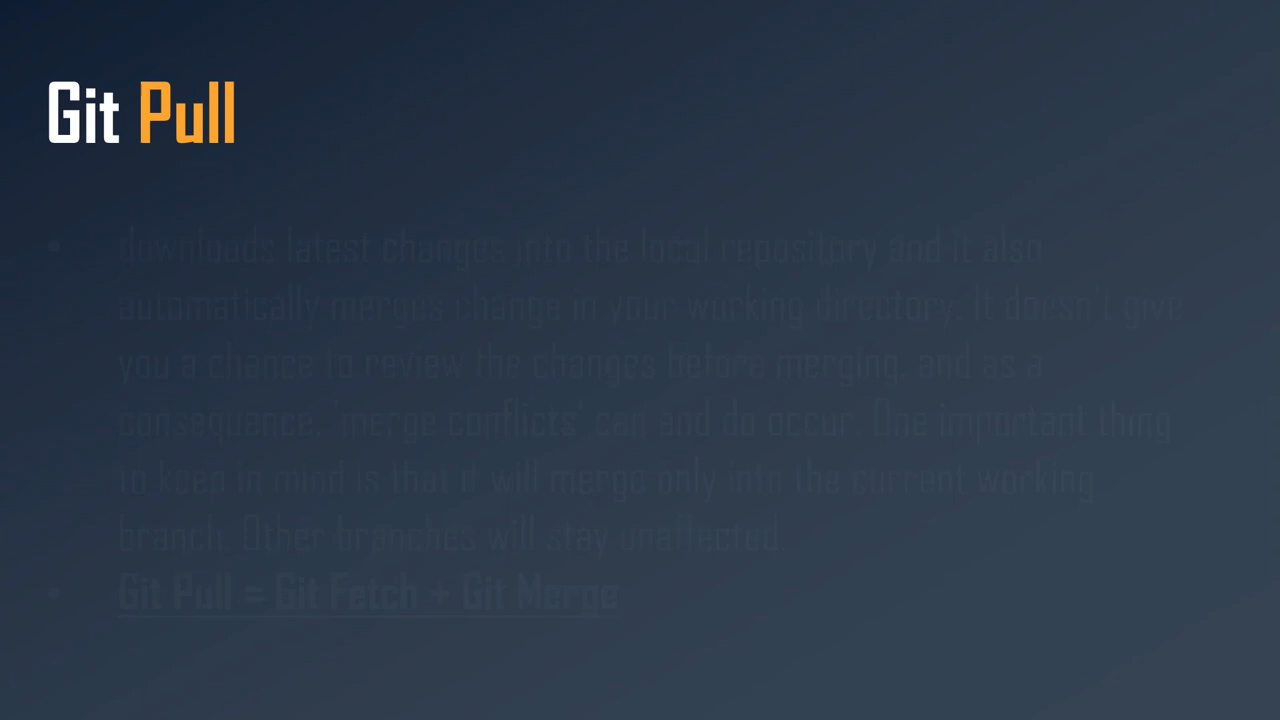 Git Pull
• downloads latest changes into the local repository and it also
automatically merges change in your working directory. It doesn't give
you a chance to review the changes before merging, and as a
consequence, 'merge conflicts' can and do occur. One important thing
to keep in mind is that it will merge only into the current working
branch. Other branches will stay unaffected.
• Git Pull = Git Fetch + Git Merge